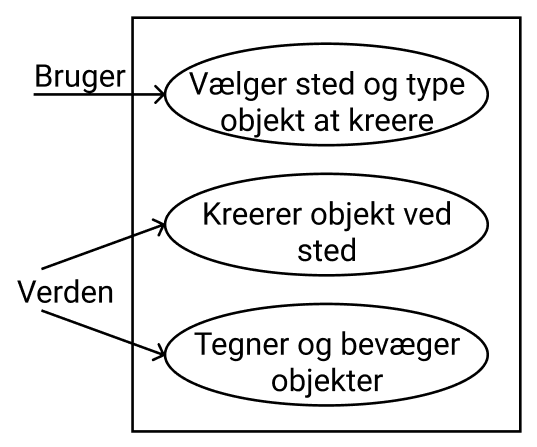 Bruger
Vælger sted og type
objekt at kreere
Kreerer objekt ved
sted
Verden
Tegner og bevæger
objekter